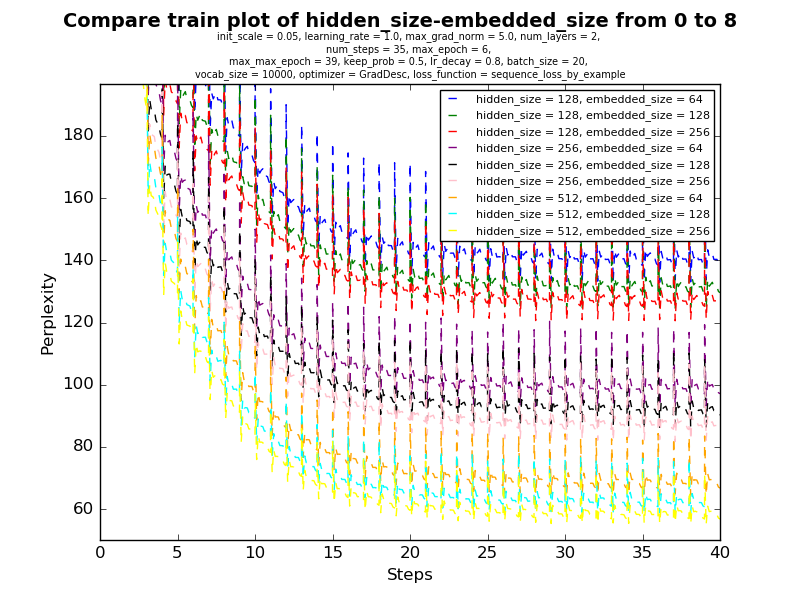 Compare train plot of hidden_size-embedded_size from 0 to 8
init_scale = 0.05, learning_rate = 1.0, max_grad_norm = 5.0, num_layers = 2,
num_steps = 35, max_epoch = 6,
max_max_epoch = 39, keep_prob = 0.5, lr_decay = 0.8, batch_size = 20,
vocab_size = 10000, optimizer = GradDesc, loss_function = sequence_loss_by_example
hidden_size = 128, embedded_size = 64
hidden_size = 128, embedded_size = 128
hidden_size = 128, embedded_size = 256
hidden_size = 256, embedded_size = 64
hidden_size = 256, embedded_size = 128
hidden_size = 256, embedded_size = 256
hidden_size = 512, embedded_size = 64
hidden_size = 512, embedded_size = 128
hidden_size = 512, embedded_size = 256
Perplexity
180
160
140
120
100
80
60
0 5 10 15 20 25 30 35 40
Steps